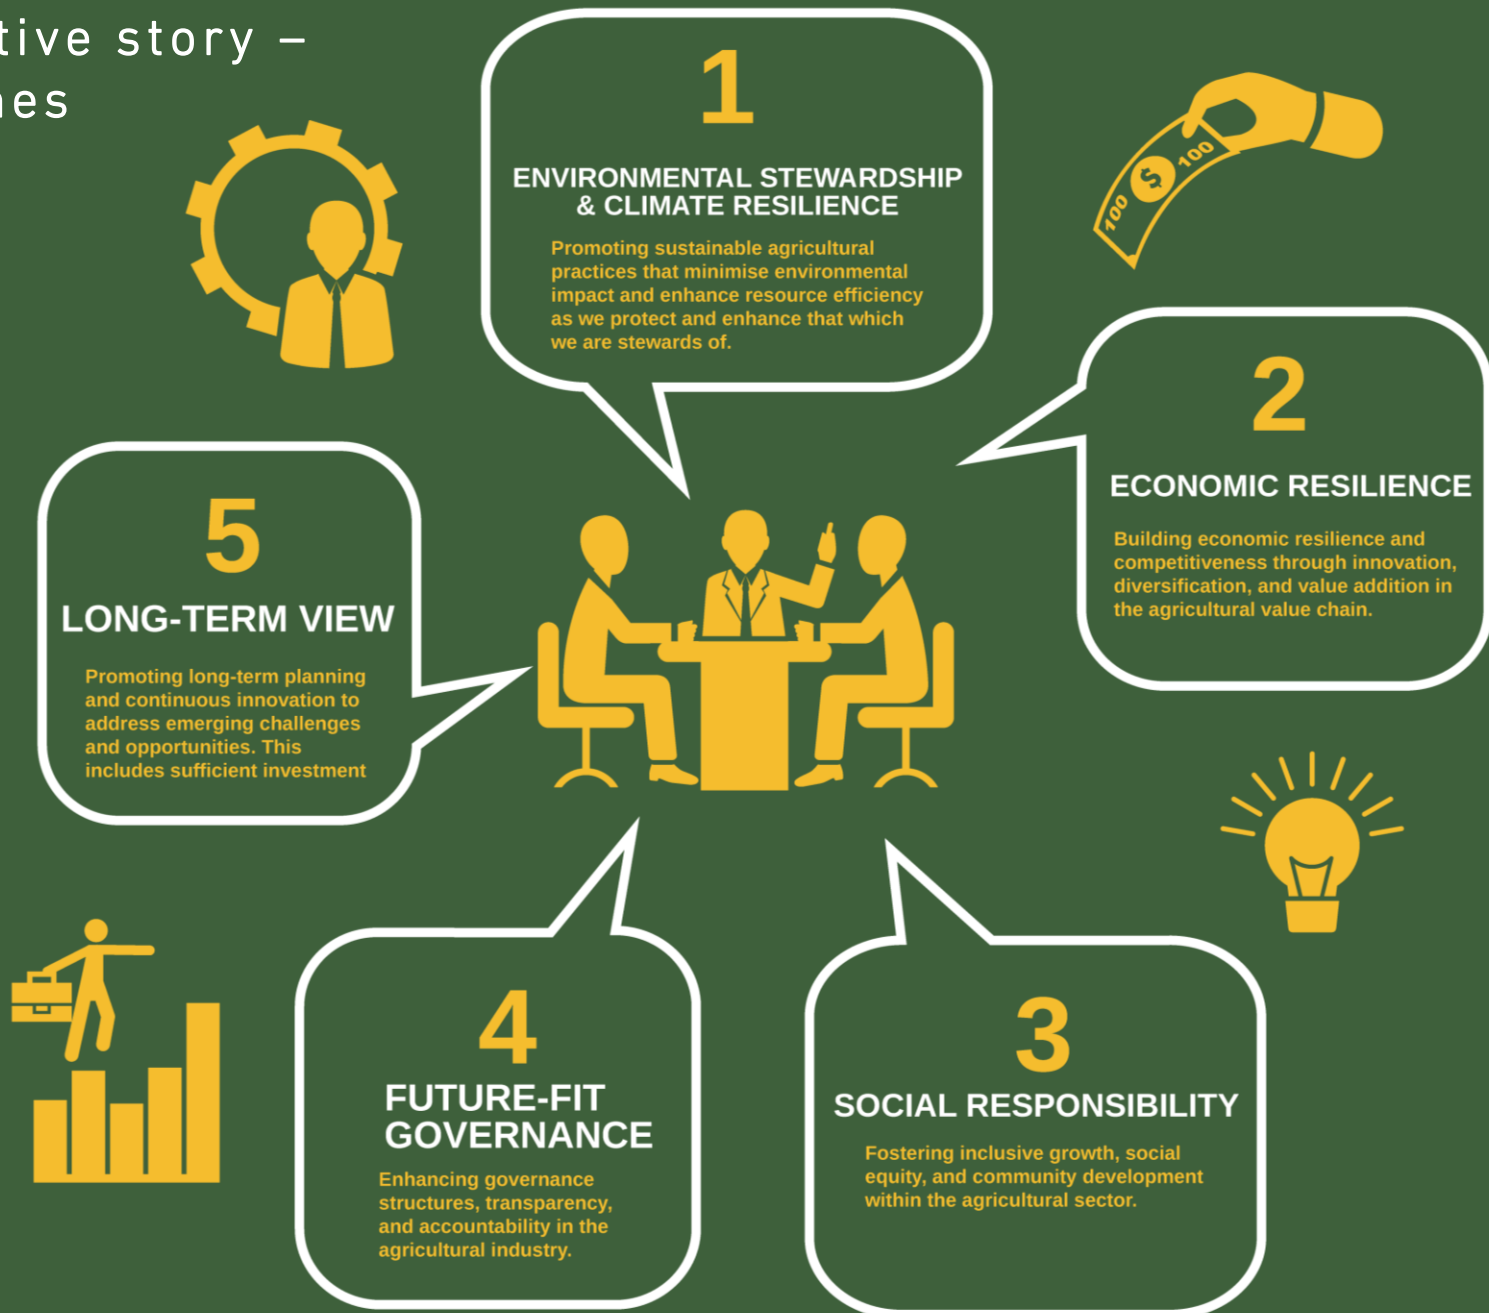 tive story –
nes
1
ENVIRONMENTAL STEWARDSHIP
& CLIMATE RESILIENCE
Promoting sustainable agricultural
practices that minimise environmental
impact and enhance resource efficiency
as we protect and enhance that which
we are stewards of.
100 $ 100
2
ECONOMIC RESILIENCE
Building economic resilience and
competitiveness through innovation,
diversification, and value addition in
the agricultural value chain.
3
SOCIAL RESPONSIBILITY
Fostering inclusive growth, social
equity, and community development
within the agricultural sector.
4
FUTURE-FIT
GOVERNANCE
Enhancing governance
structures, transparency,
and accountability in the
agricultural industry.
5
LONG-TERM VIEW
Promoting long-term planning
and continuous innovation to
address emerging challenges
and opportunities. This
includes sufficient investment